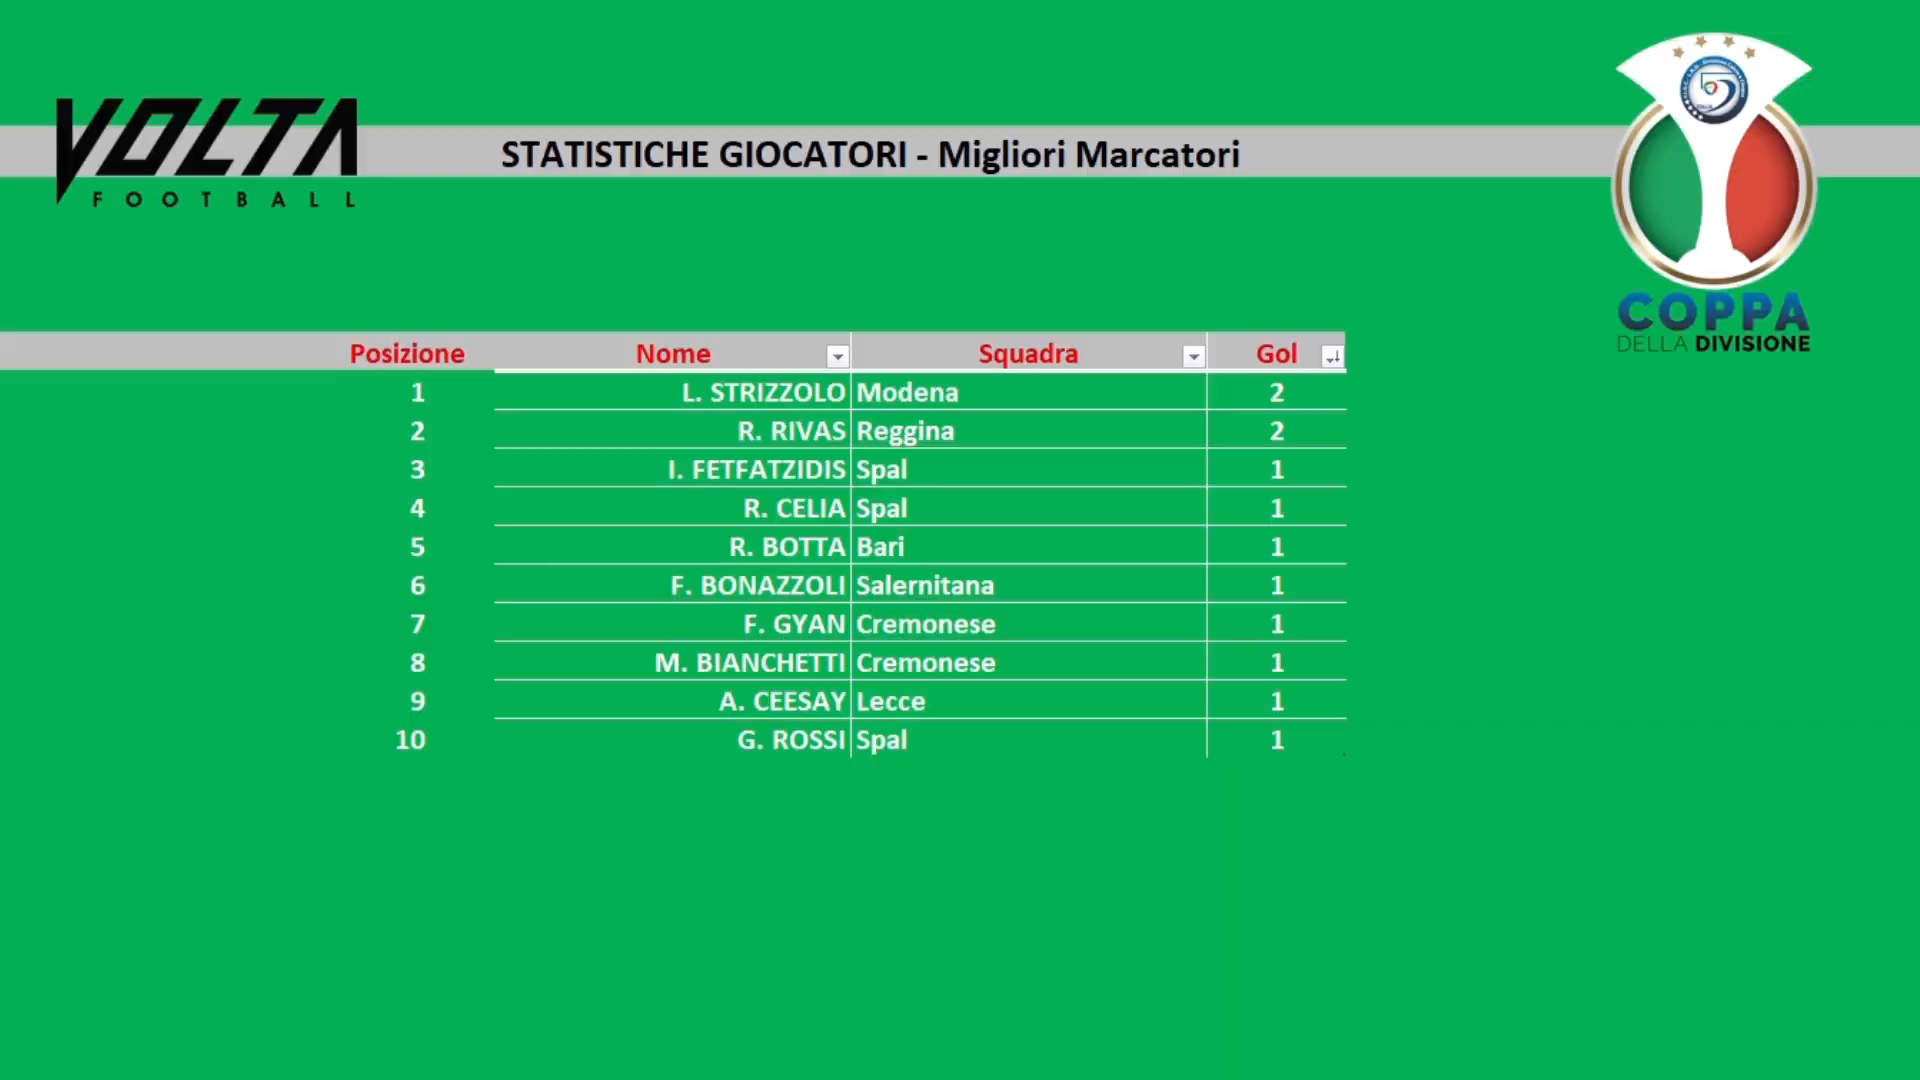 VOLTA
FOOTBALL
STATISTICHE GIOCATORI - Migliori Marcatori
COPPA
DELLA DIVISIONE
Posizione Nome Squadra Gol
1 L. STRIZZOLO Modena 2
2 R. RIVAS Reggina 2
3 I. FETFATZIDIS Spal 1
4 R. CELIA Spal 1
5 R. BOTTA Bari 1
6 F. BONAZZOLI Salernitana 1
7 F. GYAN Cremonese 1
8 M. BIANCHETTI Cremonese 1
9 A. CEESAY Lecce 1
10 G. ROSSI Spal 1